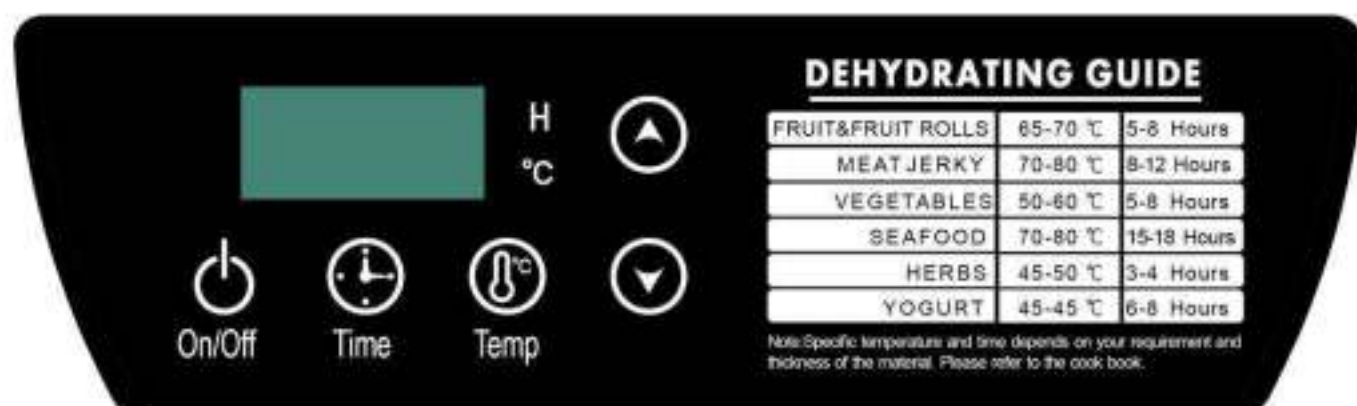 H
℃
On/Off
Time
℃
Temp
DEHYDRATING GUIDE
FRUIT&FRUIT ROLLS 65-70 ℃ 5-8 Hours
MEAT JERKY 70-80 ℃ 8-12 Hours
VEGETABLES 50-60 ℃ 5-8 Hours
SEAFOOD 70-80 ℃ 15-18 Hours
HERBS 45-50 ℃ 3-4 Hours
YOGURT 45-45 ℃ 6-8 Hours
Note:Specific temperature and time depends on your requirement and
thickness of the material. Please refer to the cook book.